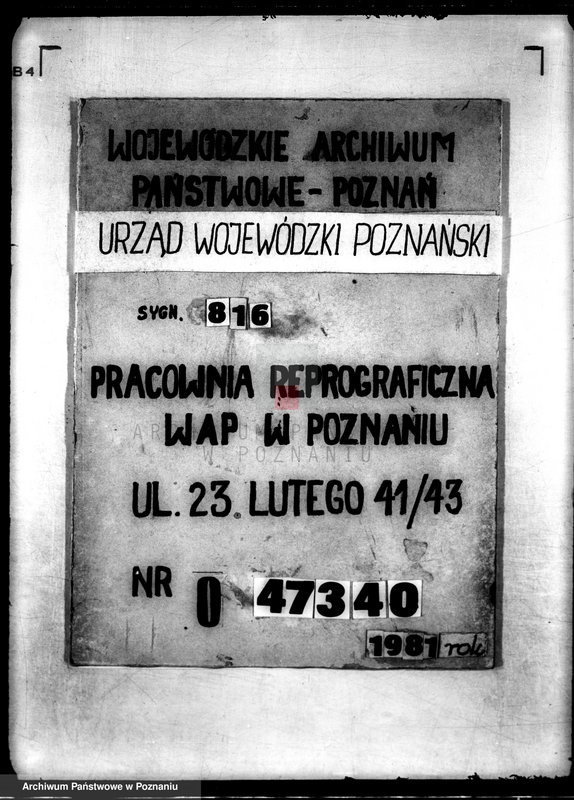 B4
WOJEWÓDZKIE ARCHIWUM
PAŃSTWOWE - POZNAŃ
URZĄD WOJEWÓDZKI POZNAŃSKI
SYGN. 816
PRACOWNIA REPROGRAFICZNA
WAP W POZNANIU
UL. 23. LUTEGO 41/43
NR 0 47340
1981 roku
Archiwum Państwowe w Poznaniu